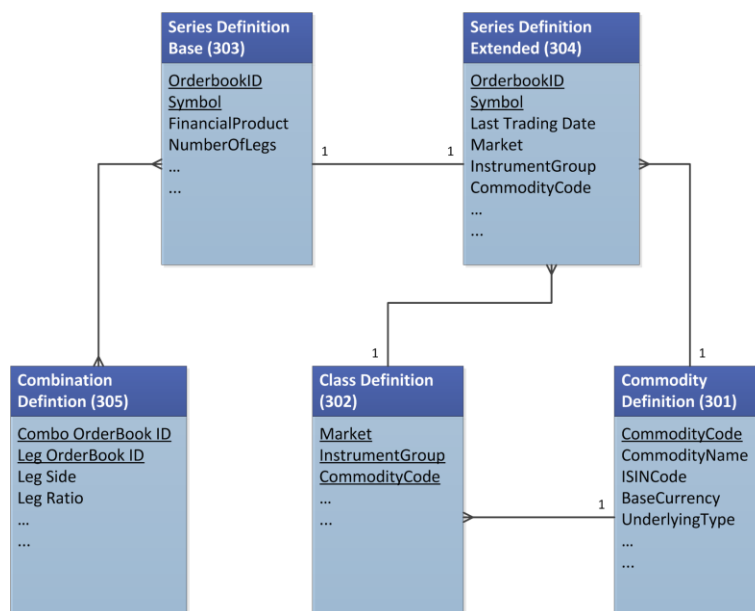 Series Definition
Base (303)
OrderbookID
Symbol
FinancialProduct
NumberOfLegs
…
...
Series Definition
Extended (304)
OrderbookID
Symbol
Last Trading Date
Market
InstrumentGroup
CommodityCode
…
...
1
1
1
1
1
Combination
Defintion (305)
Combo OrderBook ID
Leg OrderBook ID
Leg Side
Leg Ratio
…
...
Class Definition
(302)
Market
InstrumentGroup
CommodityCode
…
...
Commodity
Definition (301)
CommodityCode
CommodityName
ISINCode
BaseCurrency
UnderlyingType
…
...